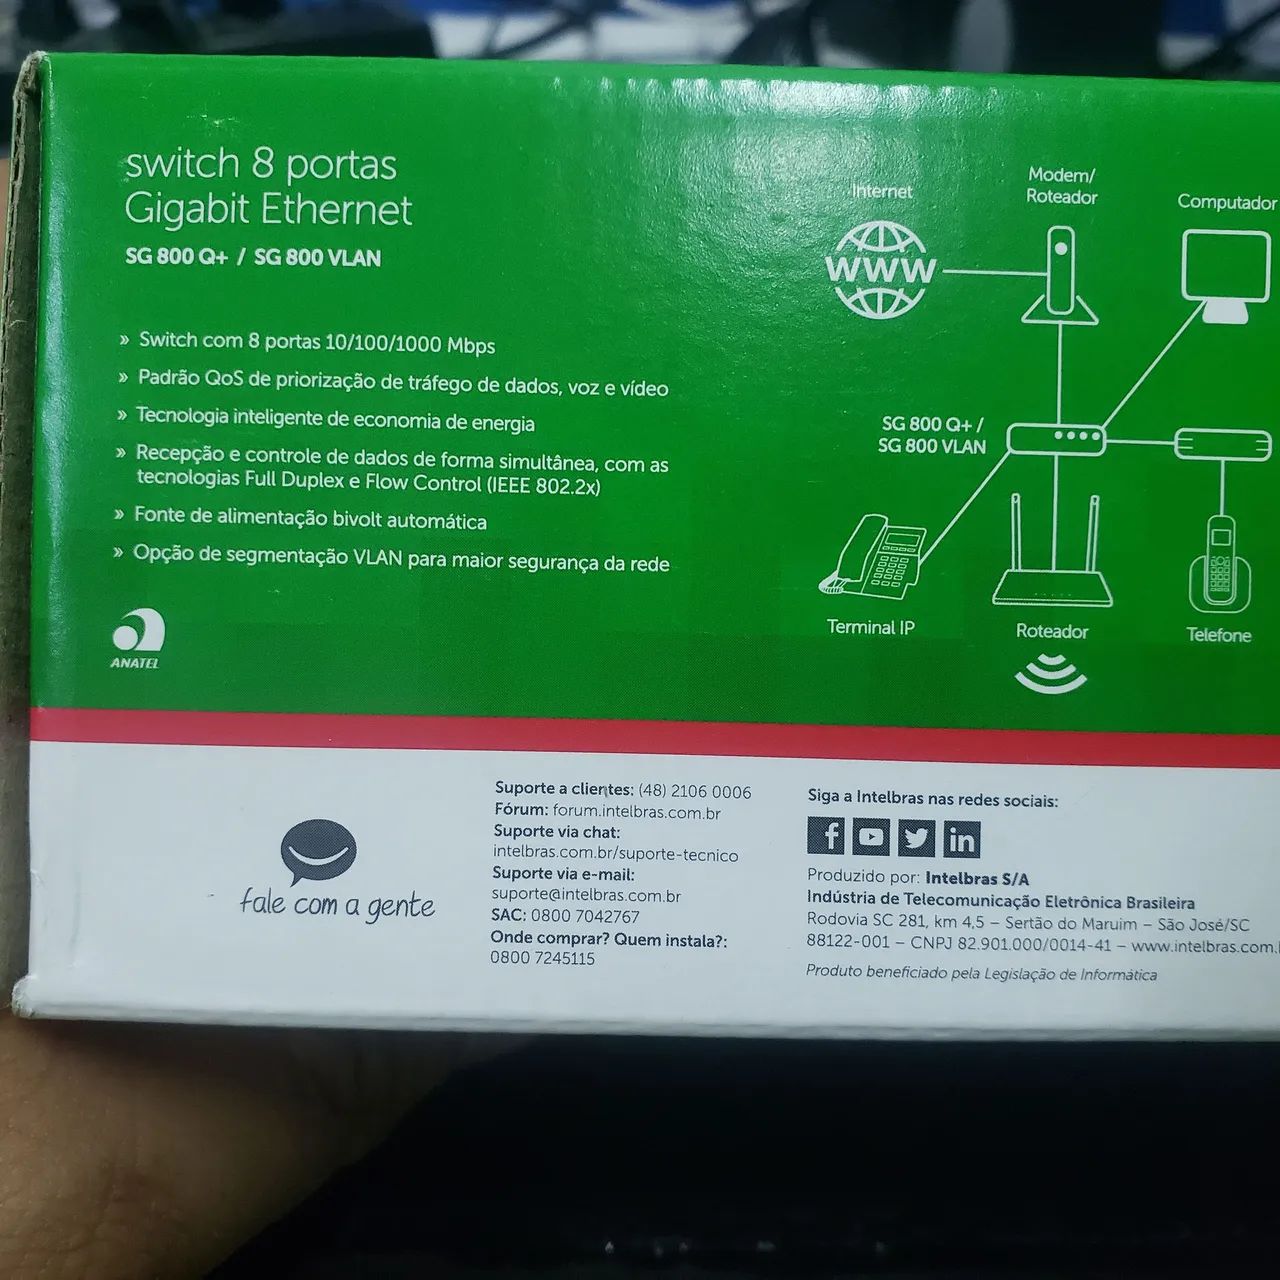 switch 8 portas
Gigabit Ethernet
SG 800 Q+ / SG 800 VLAN
» Switch com 8 portas 10/100/1000 Mbps
» Padrão QoS de priorização de tráfego de dados, voz e vídeo
» Tecnologia inteligente de economia de energia
» Recepção e controle de dados de forma simultânea, com as
tecnologias Full Duplex e Flow Control (IEEE 802.2x)
» Fonte de alimentação bivolt automática
» Opção de segmentação VLAN para maior segurança da rede
ANATEL
Internet
WWW
Modem/
Roteador
Computador
SG 800 Q+ /
SG 800 VLAN
Terminal IP
Roteador
Telefone
fale com a gente
Suporte a clientes: (48) 2106 0006
Fórum: forum.intelbras.com.br
Suporte via chat:
intelbras.com.br/suporte-tecnico
Suporte via e-mail:
suporte@intelbras.com.br
SAC: 0800 7042767
Onde comprar? Quem instala?:
0800 7245115
Siga a Intelbras nas redes sociais:
f in
Produzido por: Intelbras S/A
Indústria de Telecomunicação Eletrônica Brasileira
Rodovia SC 281, km 4,5 – Sertão do Maruim – São José/SC
88122-001 – CNPJ 82.901.000/0014-41 – www.intelbras.com.
Produto beneficiado pela Legislação de Informática